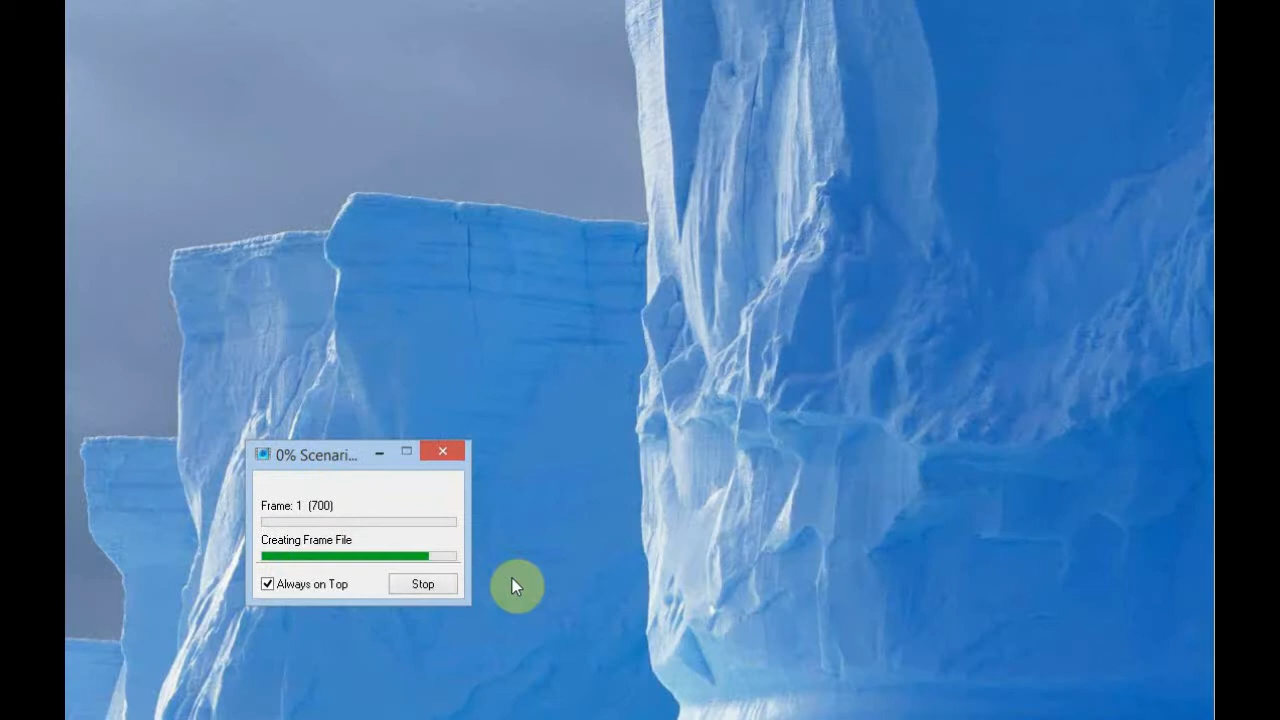 0% Scenari...
Frame: 1 (700)
Creating Frame File
Always on Top
Stop